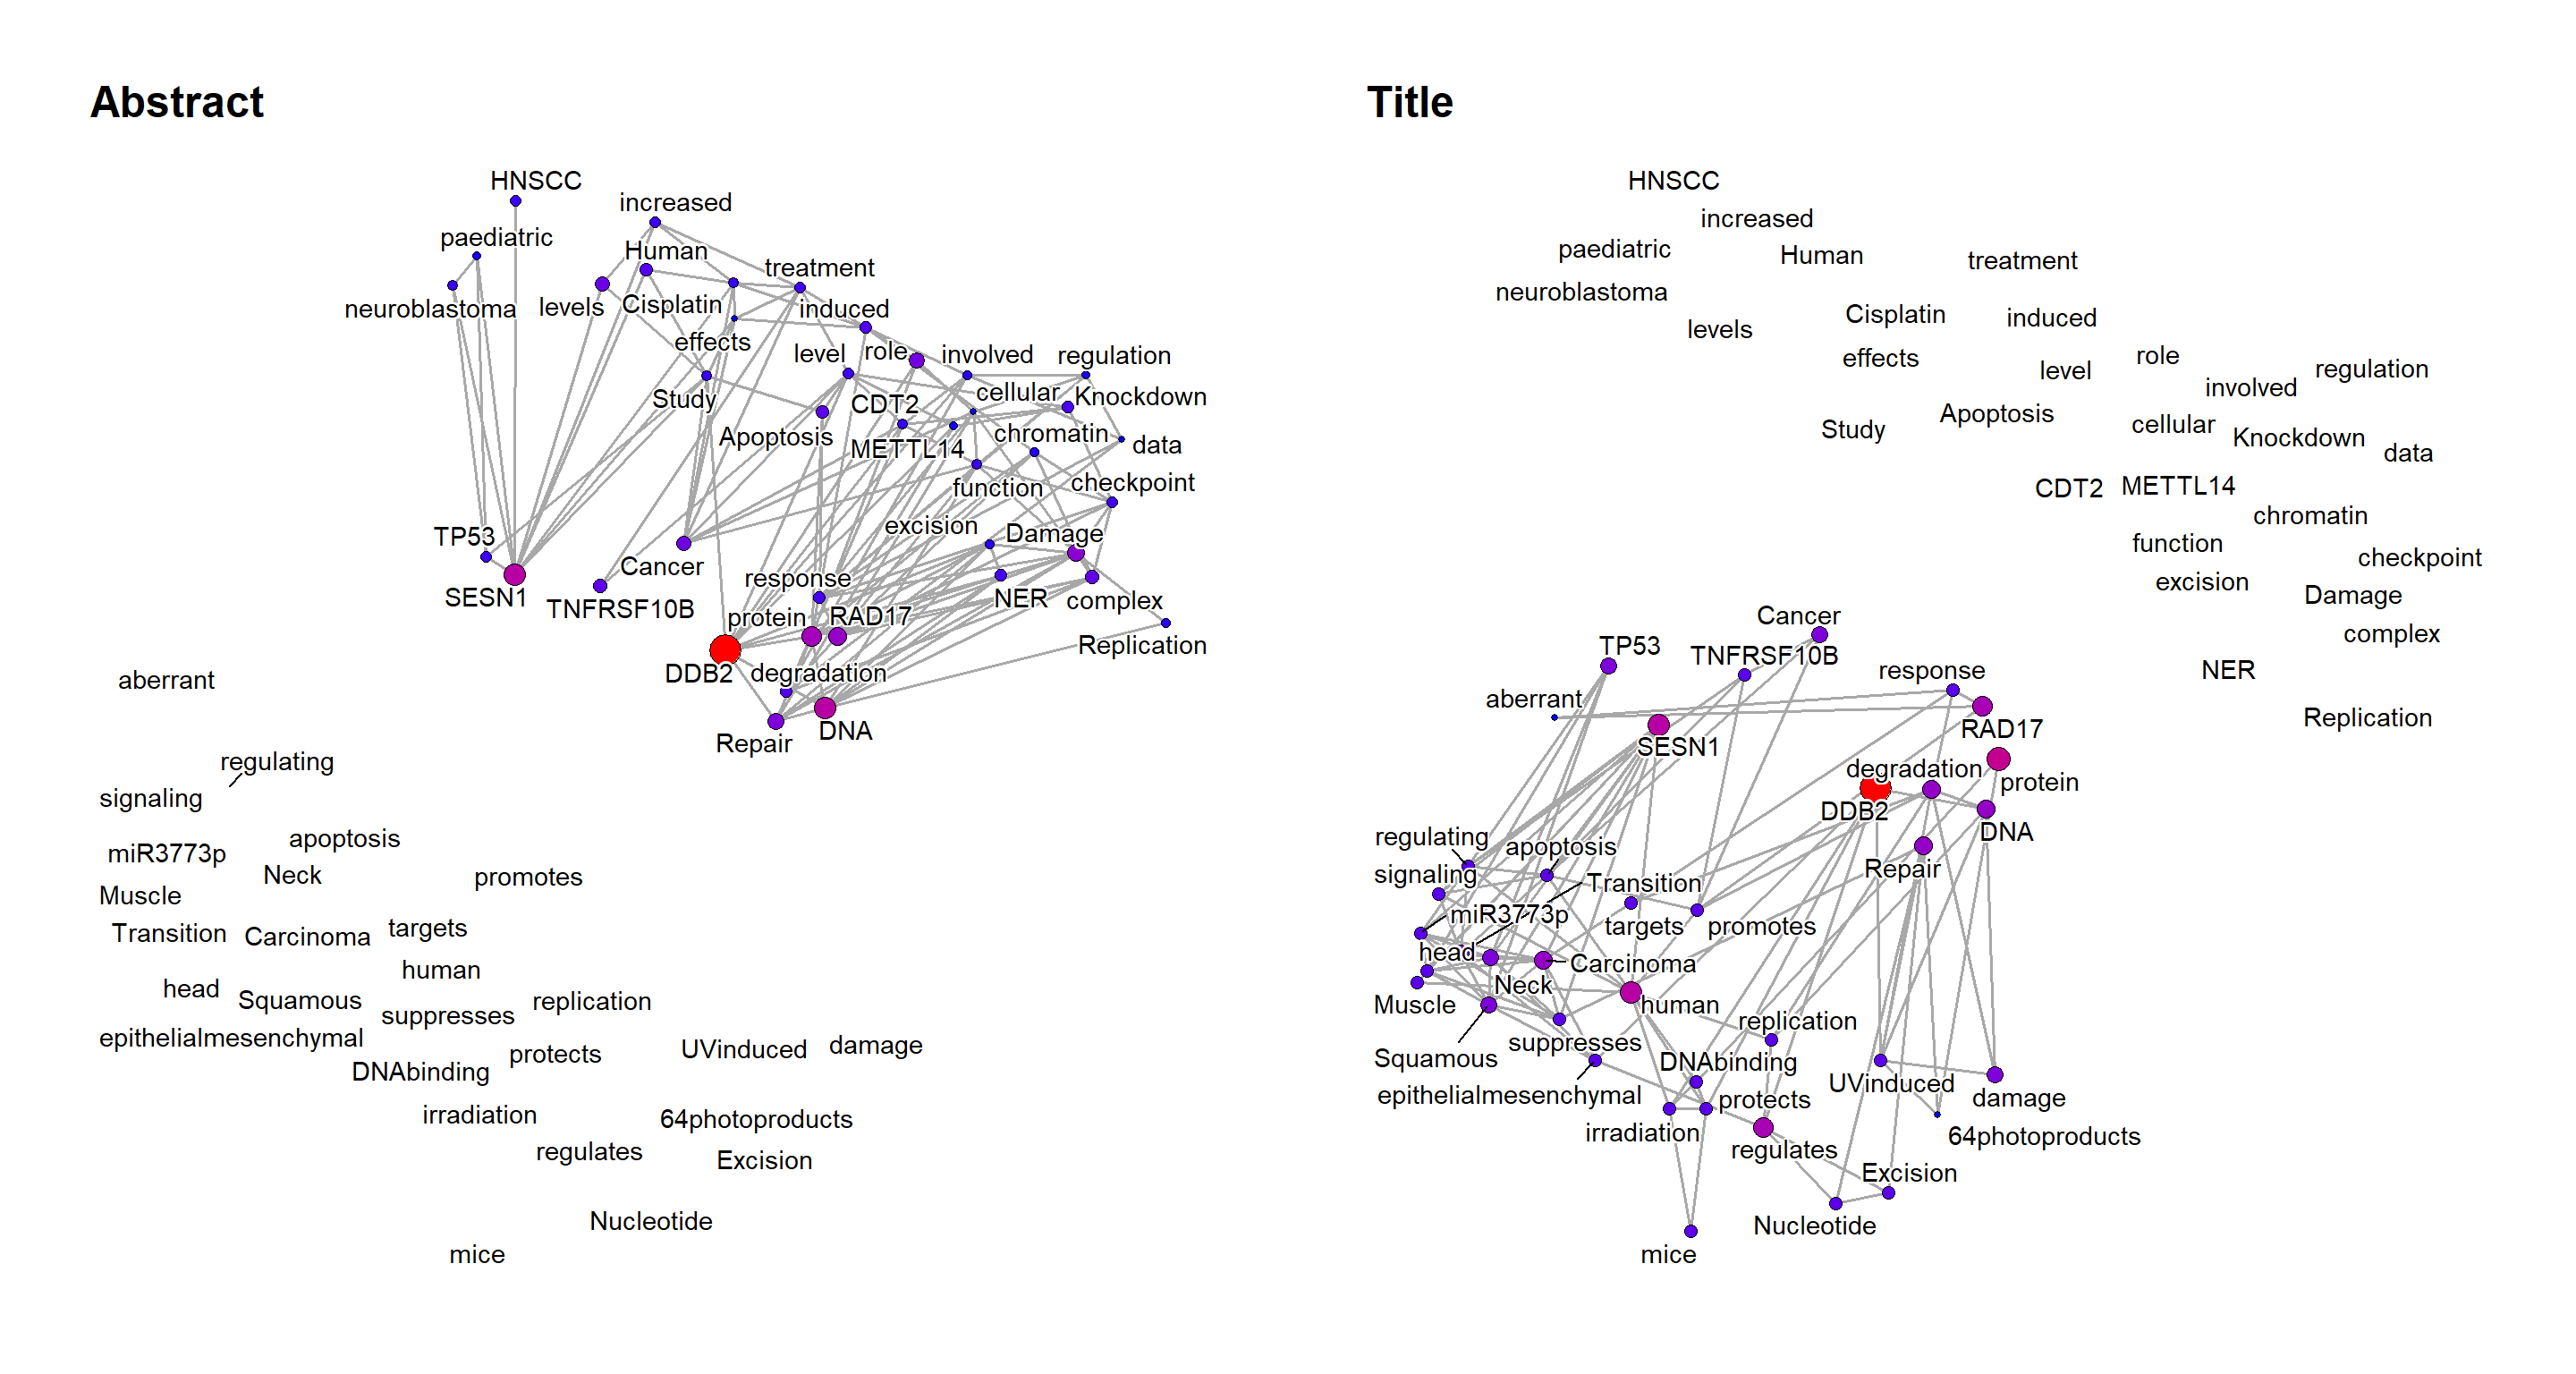 Abstract
HNSCC
increased
paediatric
Human
treatment
neuroblastoma
levels
Cisplatin
induced
effects
level
role
involved
regulation
Study
CDT2
cellular
Knockdown
Apoptosis
METTL14
chromatin
data
function
checkpoint
TP53
excision
Damage
Cancer
response
SESN1
TNFRSF10B
protein
RAD17
NER
complex
Replication
DDB2
degradation
Repair
DNA
aberrant
regulating
signaling
apoptosis
miR3773p
Neck
promotes
Muscle
Transition
Carcinoma
targets
human
head
Squamous
replication
suppresses
epithelialmesenchymal
protects
UVinduced
damage
DNAbinding
irradiation
64photoproducts
regulates
Excision
Nucleotide
mice
Title
HNSCC
increased
paediatric
Human
treatment
neuroblastoma
levels
Cisplatin
induced
effects
level
role
involved
regulation
Study
Apoptosis
cellular
Knockdown
data
CDT2
METTL14
chromatin
function
checkpoint
excision
Damage
complex
NER
Replication
Cancer
TP53
TNFRSF10B
response
aberrant
RAD17
SESN1
degradation
protein
DDB2
DNA
regulating
apoptosis
signaling
Transition
Repair
miR3773p
targets
promotes
head
Carcinoma
Neck
Muscle
human
replication
suppresses
Squamous
DNAbinding
epithelialmesenchymal
protects
UVinduced
damage
irradiation
64photoproducts
regulates
Excision
Nucleotide
mice